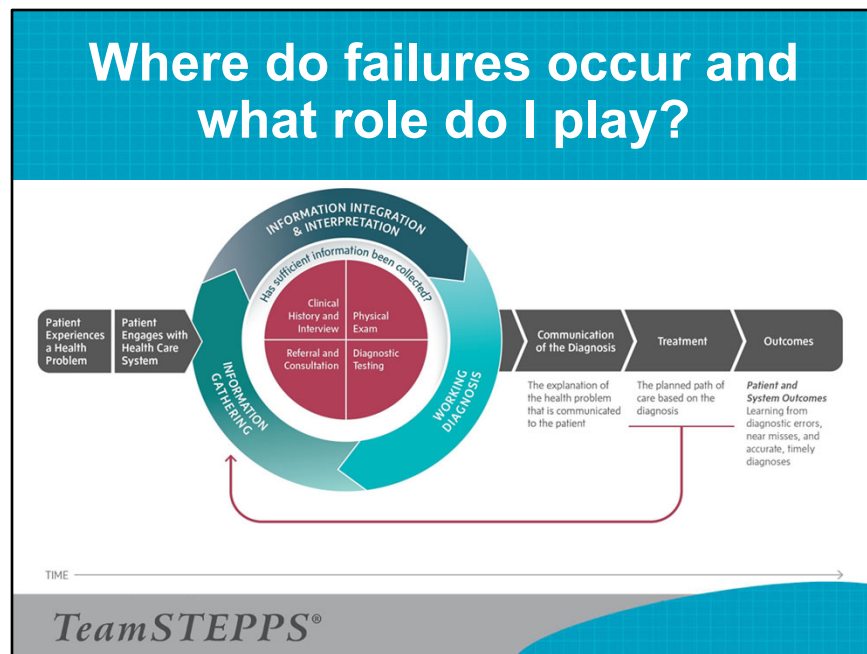 Where do failures occur and
what role do I play?
INFORMATION INTEGRATION
& INTERPRETATION
Has sufficient information been collected?
Clinical
History and
Interview
Physical
Exam
Referral and
Consultation
Diagnostic
Testing
INFORMATION
GATHERING
WORKING
DIAGNOSIS
Patient
Experiences
a Health
Problem
Patient
Engages with
Health Care
System
Communication
of the Diagnosis
Treatment
Outcomes
The explanation of
the health problem
that is communicated
to the patient
The planned path of
care based on the
diagnosis
Patient and
System Outcomes
Learning from
diagnostic errors,
near misses, and
accurate, timely
diagnoses
TIME
TeamSTEPPS®